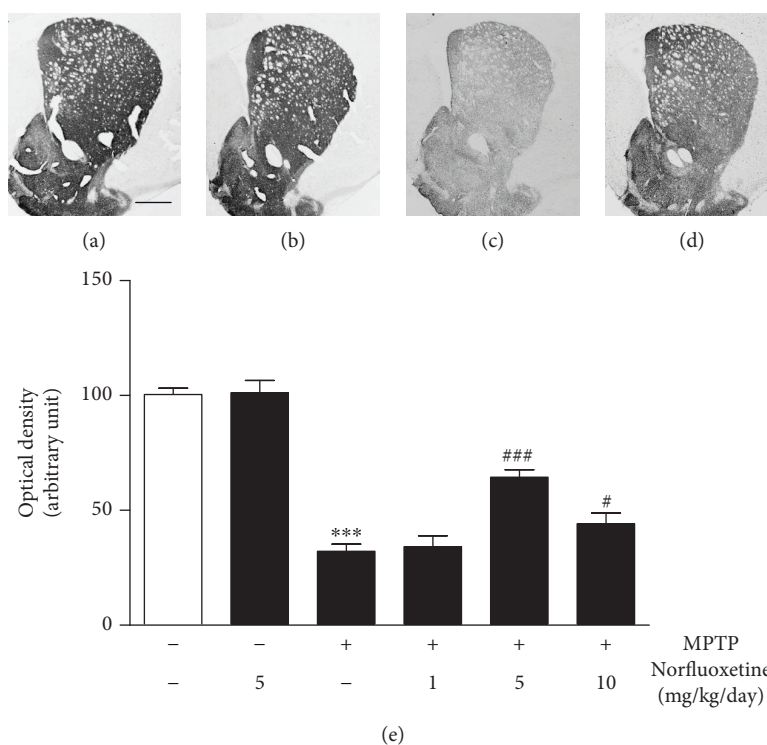 (a)
(b)
(c)
(d)
150
100
50
0
Optical density
(arbitrary unit)
***
###
#
− − + + + + MPTP
− 5 − 1 5 10 Norfluoxetine
(mg/kg/day)
(e)